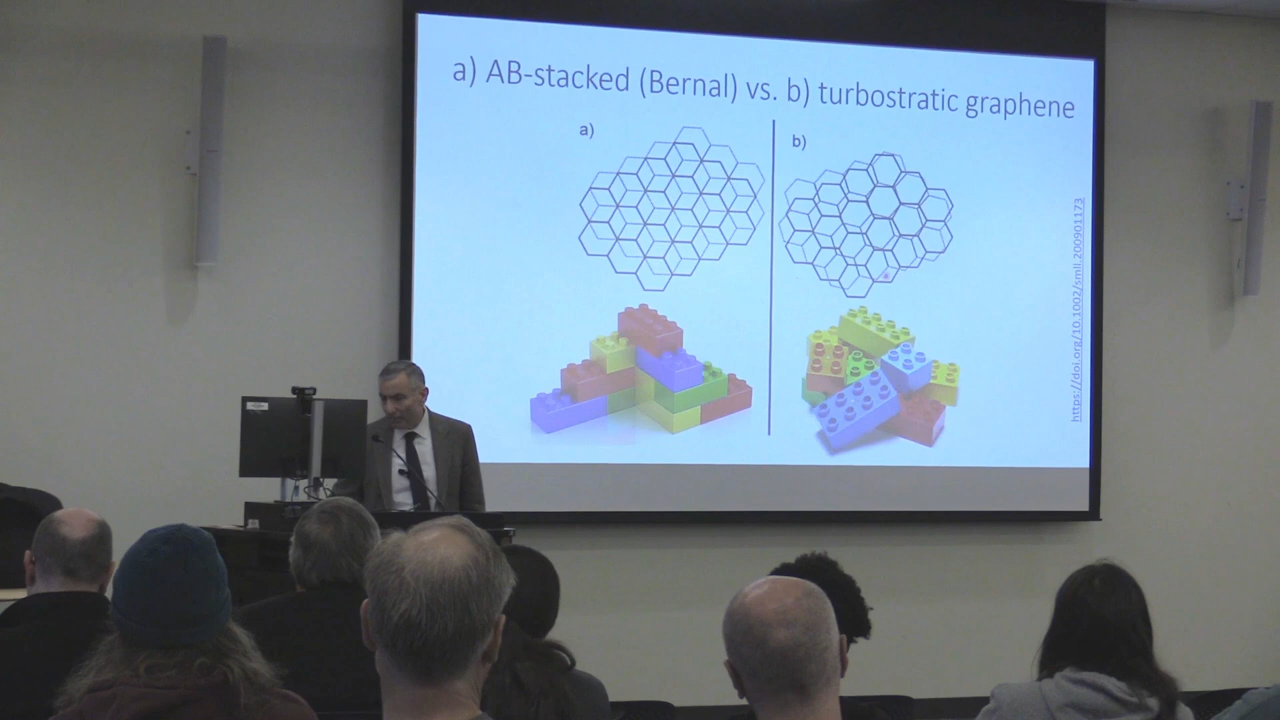 a) AB-stacked (Bernal) vs. b) turbostratic graphene
a)
b)
https://doi.org/10.1002/smll.200901173